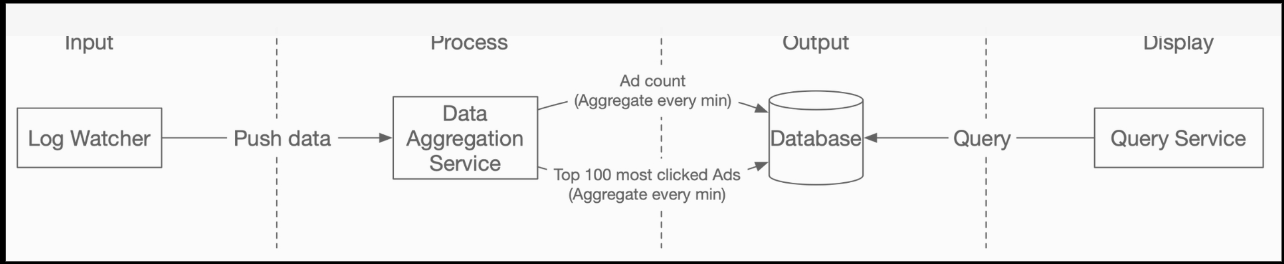 Input
Process
Output
Display
Log Watcher
Push data
Data
Aggregation
Service
Ad count
(Aggregate every min)
Top 100 most clicked Ads
(Aggregate every min)
Database
Query
Query Service